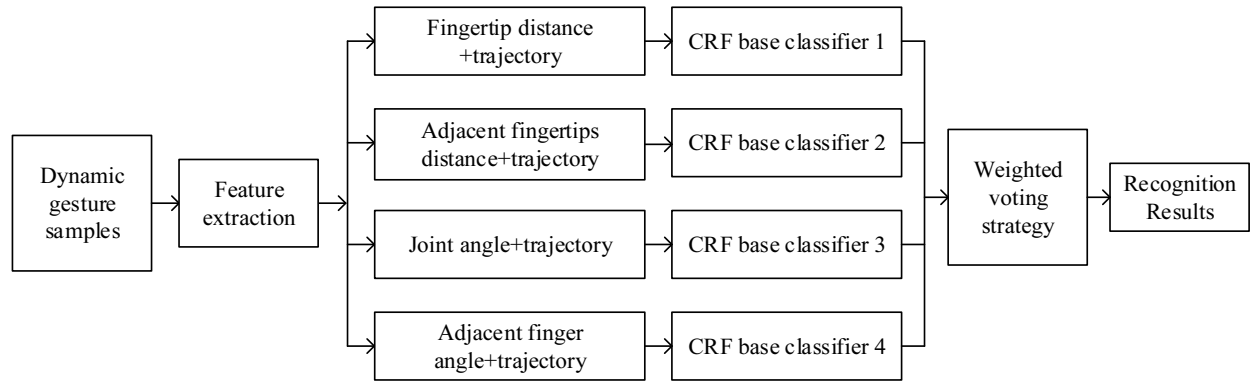 Dynamic
gesture
samples
Feature
extraction
Fingertip distance
+trajectory
CRF base classifier 1
Adjacent fingertips
distance+trajectory
CRF base classifier 2
Joint angle+trajectory
CRF base classifier 3
Adjacent finger
angle+trajectory
CRF base classifier 4
Weighted
voting
strategy
Recognition
Results